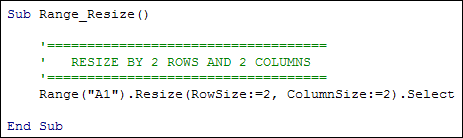 Sub Range_Resize()
'===================================
'   RESIZE BY 2 ROWS AND 2 COLUMNS
'===================================
Range("A1").Resize(RowSize:=2, ColumnSize:=2).Select
End Sub